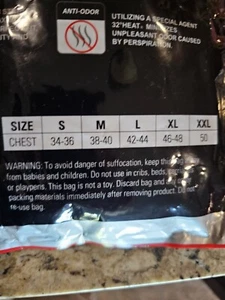 ANTI-ODOR
UTILIZING A SPECIAL AGENT
32°HEAT
UNPLEASANT ODOR CAUSED
BY PERSPIRATION.
SIZE S M L XL XXL
CHEST 34-36 38-40 42-44 46-48 50
WARNING: To avoid danger of suffocation, keep this
from babies and children. Do not use in cribs, beds,
or playpens. This bag is not a toy. Discard bag and
packing materials immediately after removing product. Do not
re-use bag.